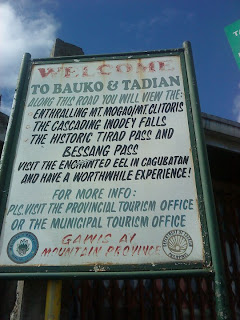 WELCOME
TO BAUKO & TADIAN
ALONG THIS ROAD YOU WILL VIEW THE:
ENTHRALLING MT. MOGAO/MT CLITORIS
THE CASCADING INODEY FALLS
THE HISTORIC TIRAD PASS AND
BESSANG PASS
VISIT THE ENCHANTED EEL IN CAGUBATAN
AND HAVE A WORTHWHILE EXPERIENCE!
FOR MORE INFO:
PLS. VISIT THE PROVINCIAL TOURISM OFFICE
OR THE MUNICIPAL TOURISM OFFICE
GAWIS AY
MOUNTAIN PROVINCE